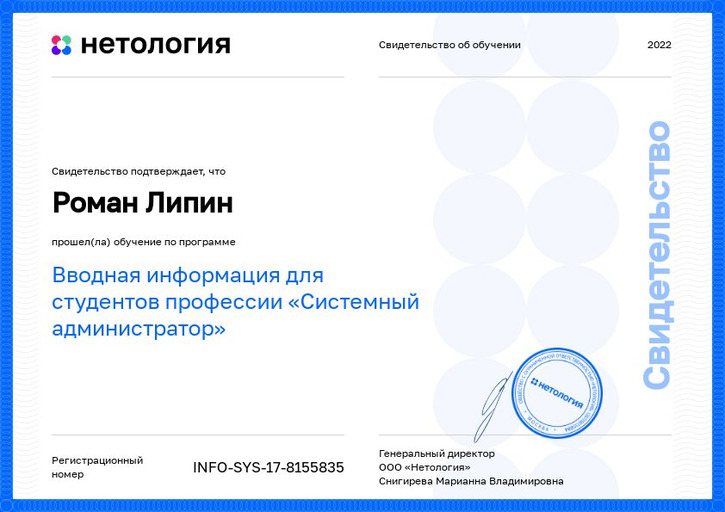 нетология
Свидетельство об обучении
2022
Свидетельство подтверждает, что
Роман Липин
прошел(ла) обучение по программе
Вводная информация для
студентов профессии «Системный
администратор»
Свидетельство
нетология
МОСКВА
Регистрационный
номер
INFO-SYS-17-8155835
Генеральный директор
ООО «Нетология»
Снигирева Марианна Владимировна